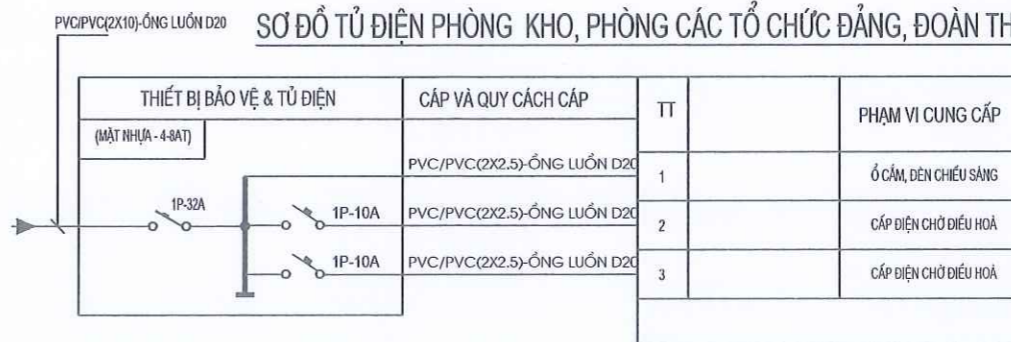 PVC/PVC(2X10)-ỐNG LUỒN D20
SƠ ĐỒ TỦ ĐIỆN PHÒNG KHO, PHÒNG CÁC TỔ CHỨC ĐẢNG, ĐOÀN TH
THIẾT BỊ BẢO VỆ & TỦ ĐIỆN
CÁP VÀ QUY CÁCH CÁP
TT
PHẠM VI CUNG CẤP
(MẶT NHỰA - 4-8AT)
PVC/PVC(2X2.5)-ỐNG LUỒN D20
1
Ổ CẮM, ĐÈN CHIẾU SÁNG
1P-32A
1P-10A
PVC/PVC(2X2.5)-ỐNG LUỒN D20
2
CẤP ĐIỆN CHỜ ĐIỀU HOÀ
1P-10A
PVC/PVC(2X2.5)-ỐNG LUỒN D20
3
CẤP ĐIỆN CHỜ ĐIỀU HOÀ